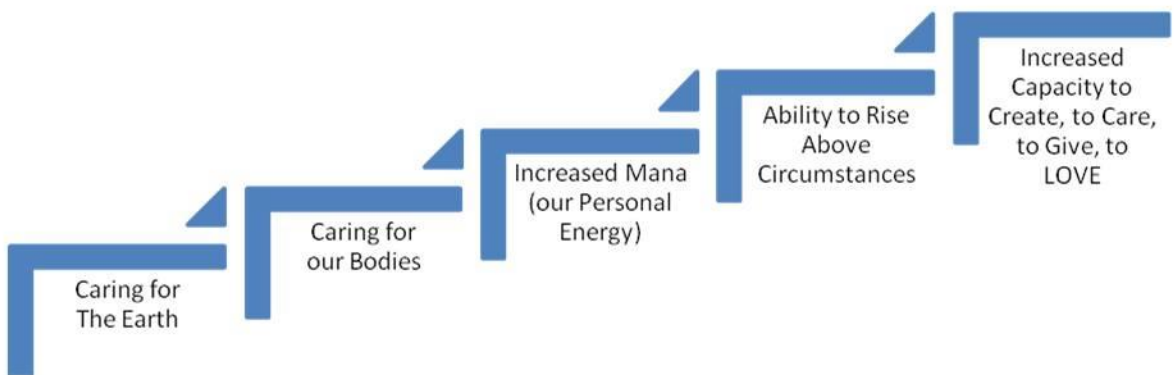 Caring for
The Earth
Caring for
our Bodies
Increased Mana
(our Personal
Energy)
Ability to Rise
Above
Circumstances
Increased
Capacity to
Create, to Care,
to Give, to
LOVE